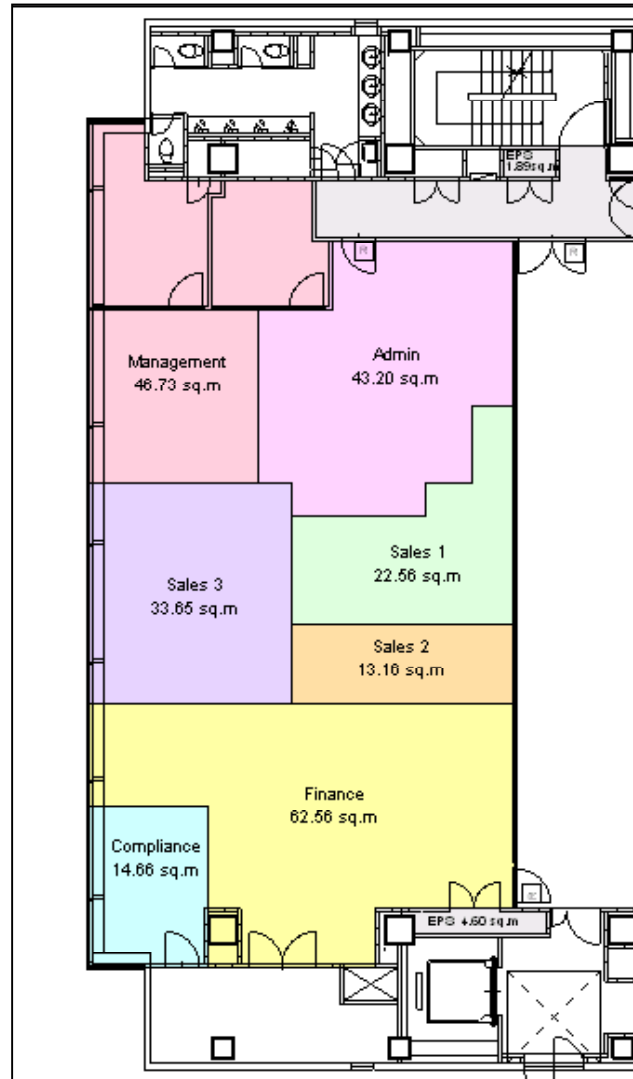 EPS
1.89sq.m
Admin
43.20 sq.m
Management
46.73 sq.m
Sales 1
22.56 sq.m
Sales 3
33.65 sq.m
Sales 2
13.16 sq.m
Finance
62.56 sq.m
Compliance
14.66 sq.m
EPS 4.60 sq.m